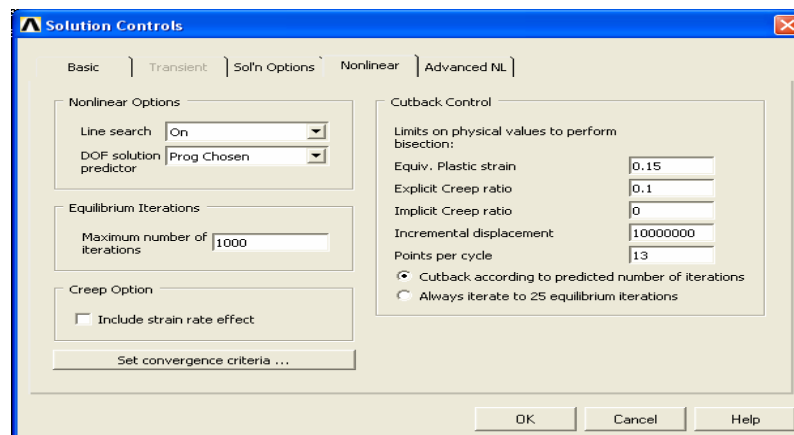 Solution Controls
Basic
Transient
Sol'n Options
Nonlinear
Advanced NL
Nonlinear Options
Line search On
DOF solution predictor Prog Chosen
Equilibrium Iterations
Maximum number of iterations 1000
Creep Option
Include strain rate effect
Set convergence criteria ...
Cutback Control
Limits on physical values to perform
bisection:
Equiv. Plastic strain 0.15
Explicit Creep ratio 0.1
Implicit Creep ratio 0
Incremental displacement 10000000
Points per cycle 13
Cutback according to predicted number of iterations
Always iterate to 25 equilibrium iterations
OK
Cancel
Help